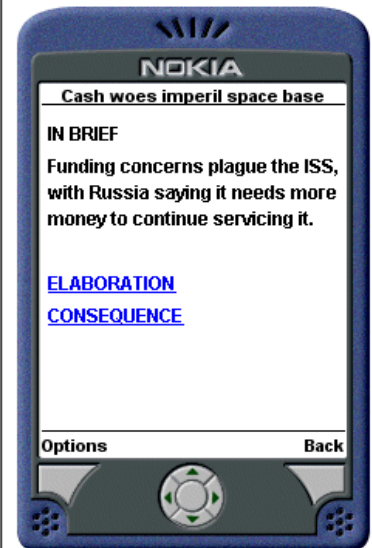 NOKIA
Cash woes imperil space base
IN BRIEF
Funding concerns plague the ISS,
with Russia saying it needs more
money to continue servicing it.
ELABORATION
CONSEQUENCE
Options Back